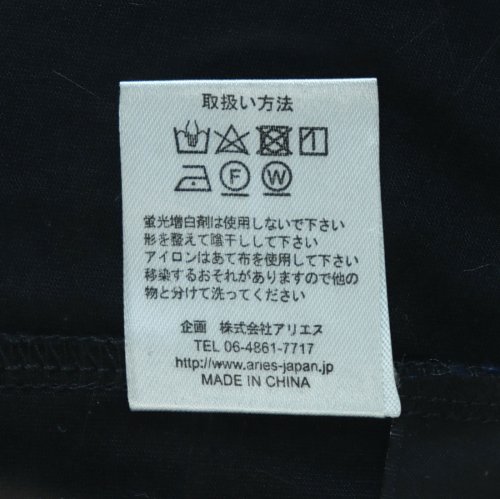 取扱い方法
F W
蛍光増白剤は使用しないで下さい
形を整えて陰干しして下さい
アイロンはあて布を使用して下さい
移染するおそれがありますので他の
物と分けて洗ってください
企画 株式会社アリエス
TEL 06-4861-7717
http://www.aries-japan.jp
MADE IN CHINA